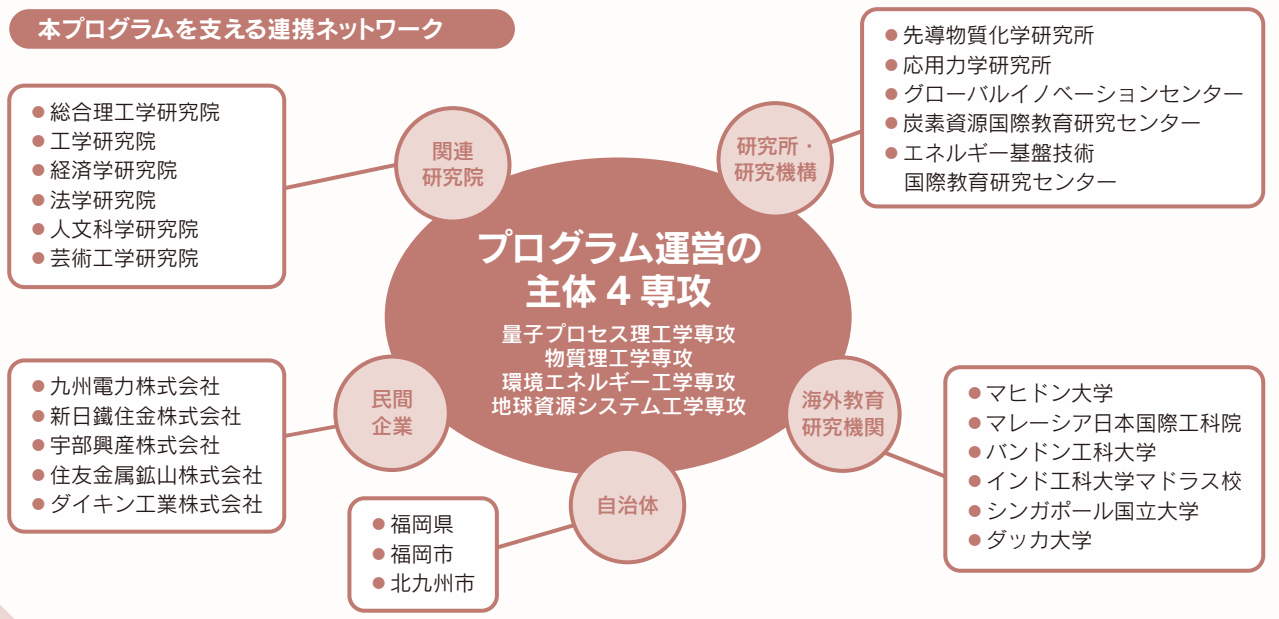 本プログラムを支える連携ネットワーク
関連
研究院
● 総合理工学研究院
● 工学研究院
● 経済学研究院
● 法学研究院
● 人文科学研究院
● 芸術工学研究院
研究所・
研究機構
● 先導物質化学研究所
● 応用力学研究所
● グローバルイノベーションセンター
● 炭素資源国際教育研究センター
● エネルギー基盤技術
国際教育研究センター
プログラム運営の
主体 4 専攻
量子プロセス理工学専攻
物質理工学専攻
環境エネルギー工学専攻
地球資源システム工学専攻
民間
企業
● 九州電力株式会社
● 新日鐵住金株式会社
● 宇部興産株式会社
● 住友金属鉱山株式会社
● ダイキン工業株式会社
自治体
● 福岡県
● 福岡市
● 北九州市
海外教育
研究機関
● マヒドン大学
● マレーシア日本国際工科院
● バンドン工科大学
● インド工科大学マドラス校
● シンガポール国立大学
● ダッカ大学